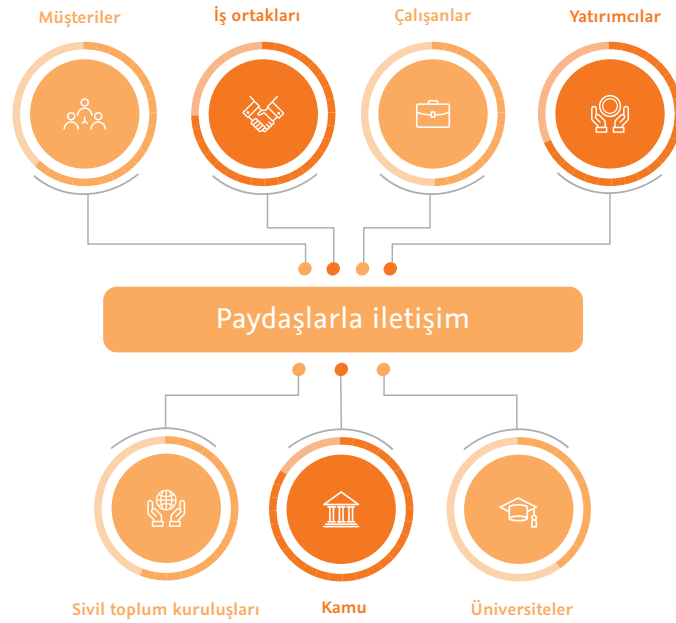 Müşteriler
İş ortakları
Çalışanlar
Yatırımcılar
Paydaşlarla iletişim
Sivil toplum kuruluşları
Kamu
Üniversiteler